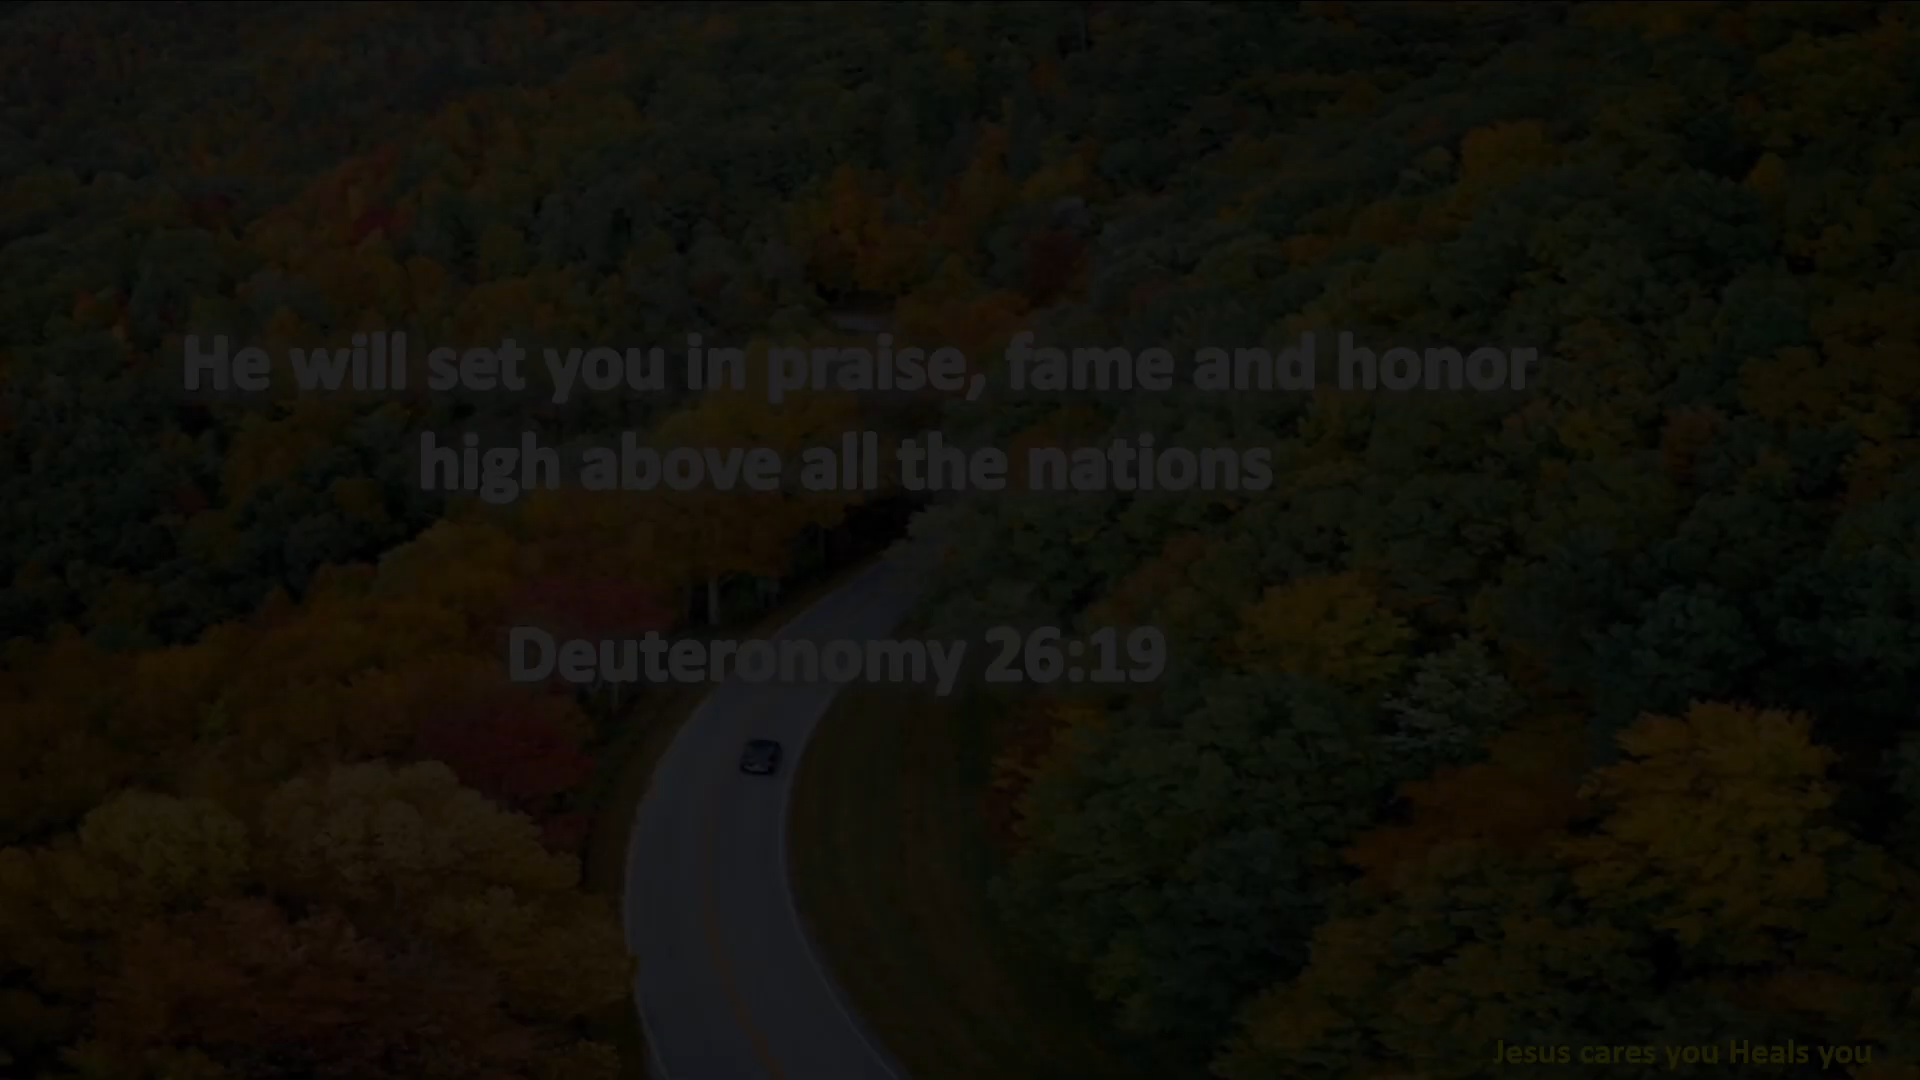 He will set you in praise, fame and honor
high above all the nations
Deuteronomy 26:19
Jesus cares you Heals you